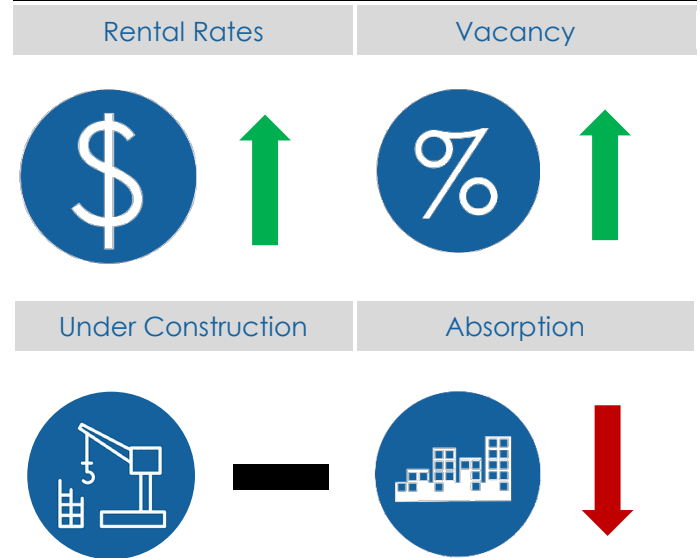 Rental Rates
Vacancy
$
%
Under Construction
Absorption